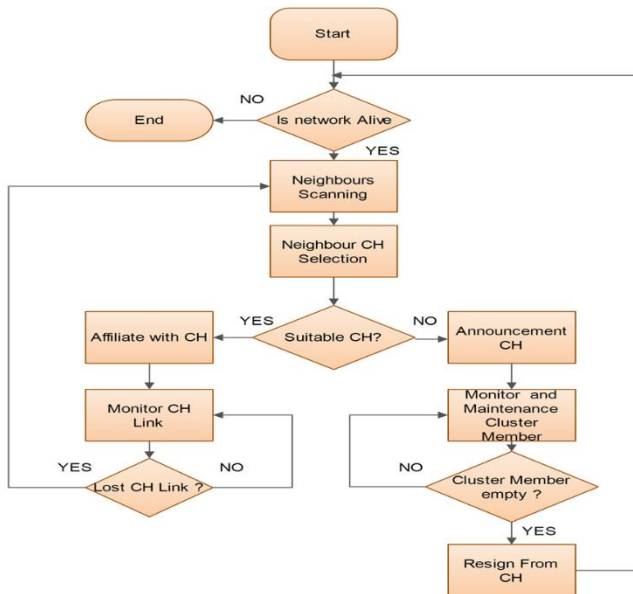 Start
NO
End
Is network Alive
YES
Neighbours
Scanning
Neighbour CH
Selection
YES
Affiliate with CH
Suitable CH?
NO
Announcement
CH
Monitor CH
Link
Monitor and
Maintenance
Cluster
Member
YES
NO
Lost CH Link ?
NO
Cluster Member
empty ?
YES
Resign From
CH